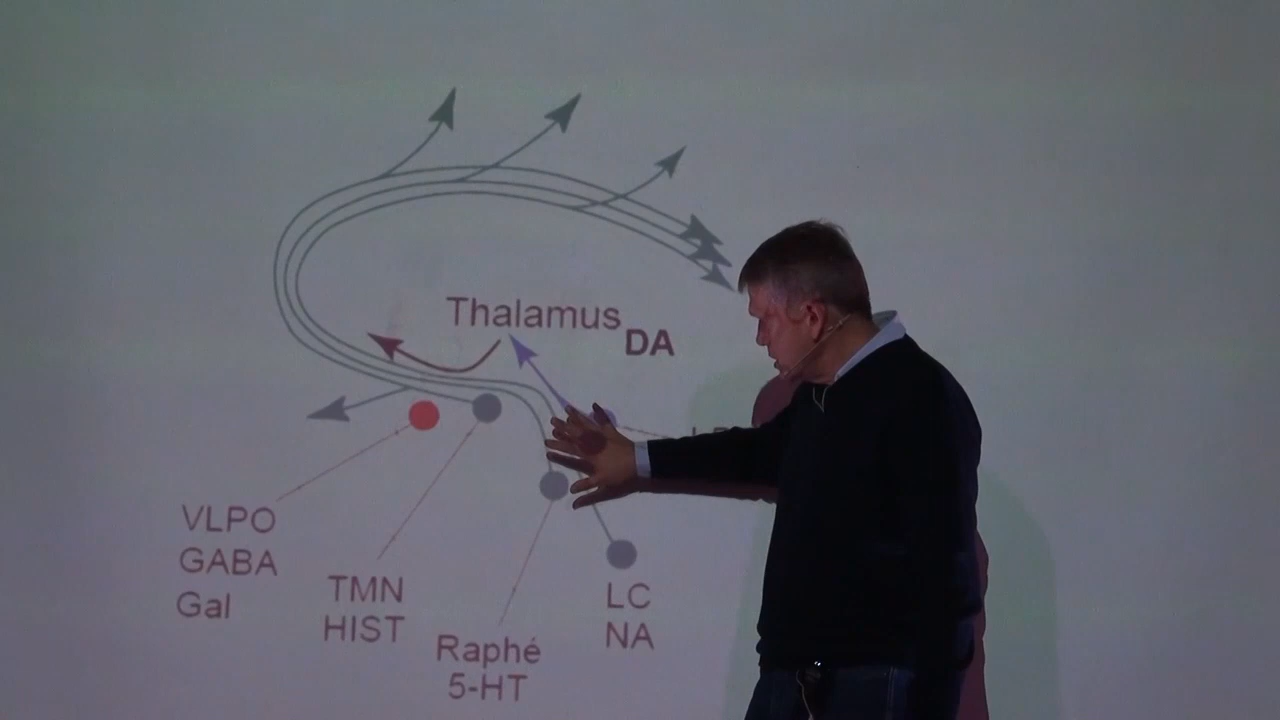 Thalamus
DA
VLPO
GABA
Gal
TMN
HIST
Raphé
5-HT
LC
NA